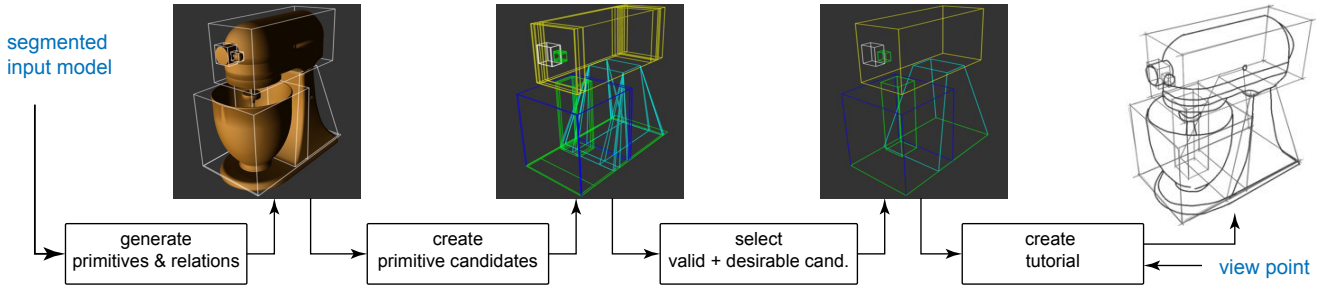 segmented
input model
generate
primitives & relations
create
primitive candidates
select
valid + desirable cand.
create
tutorial
view point